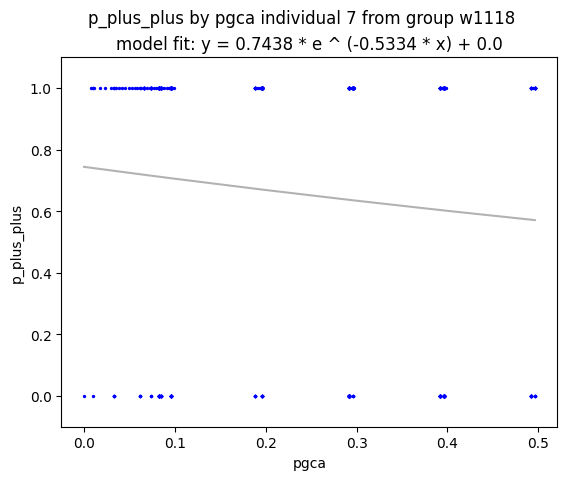 p_plus_plus by pgca individual 7 from group w1118
model fit: y = 0.7438 * e ^ (-0.5334 * x) + 0.0
1.0
0.8
0.6
0.4
0.2
0.0
p_plus_plus
0.0 0.1 0.2 0.3 0.4 0.5
pgca